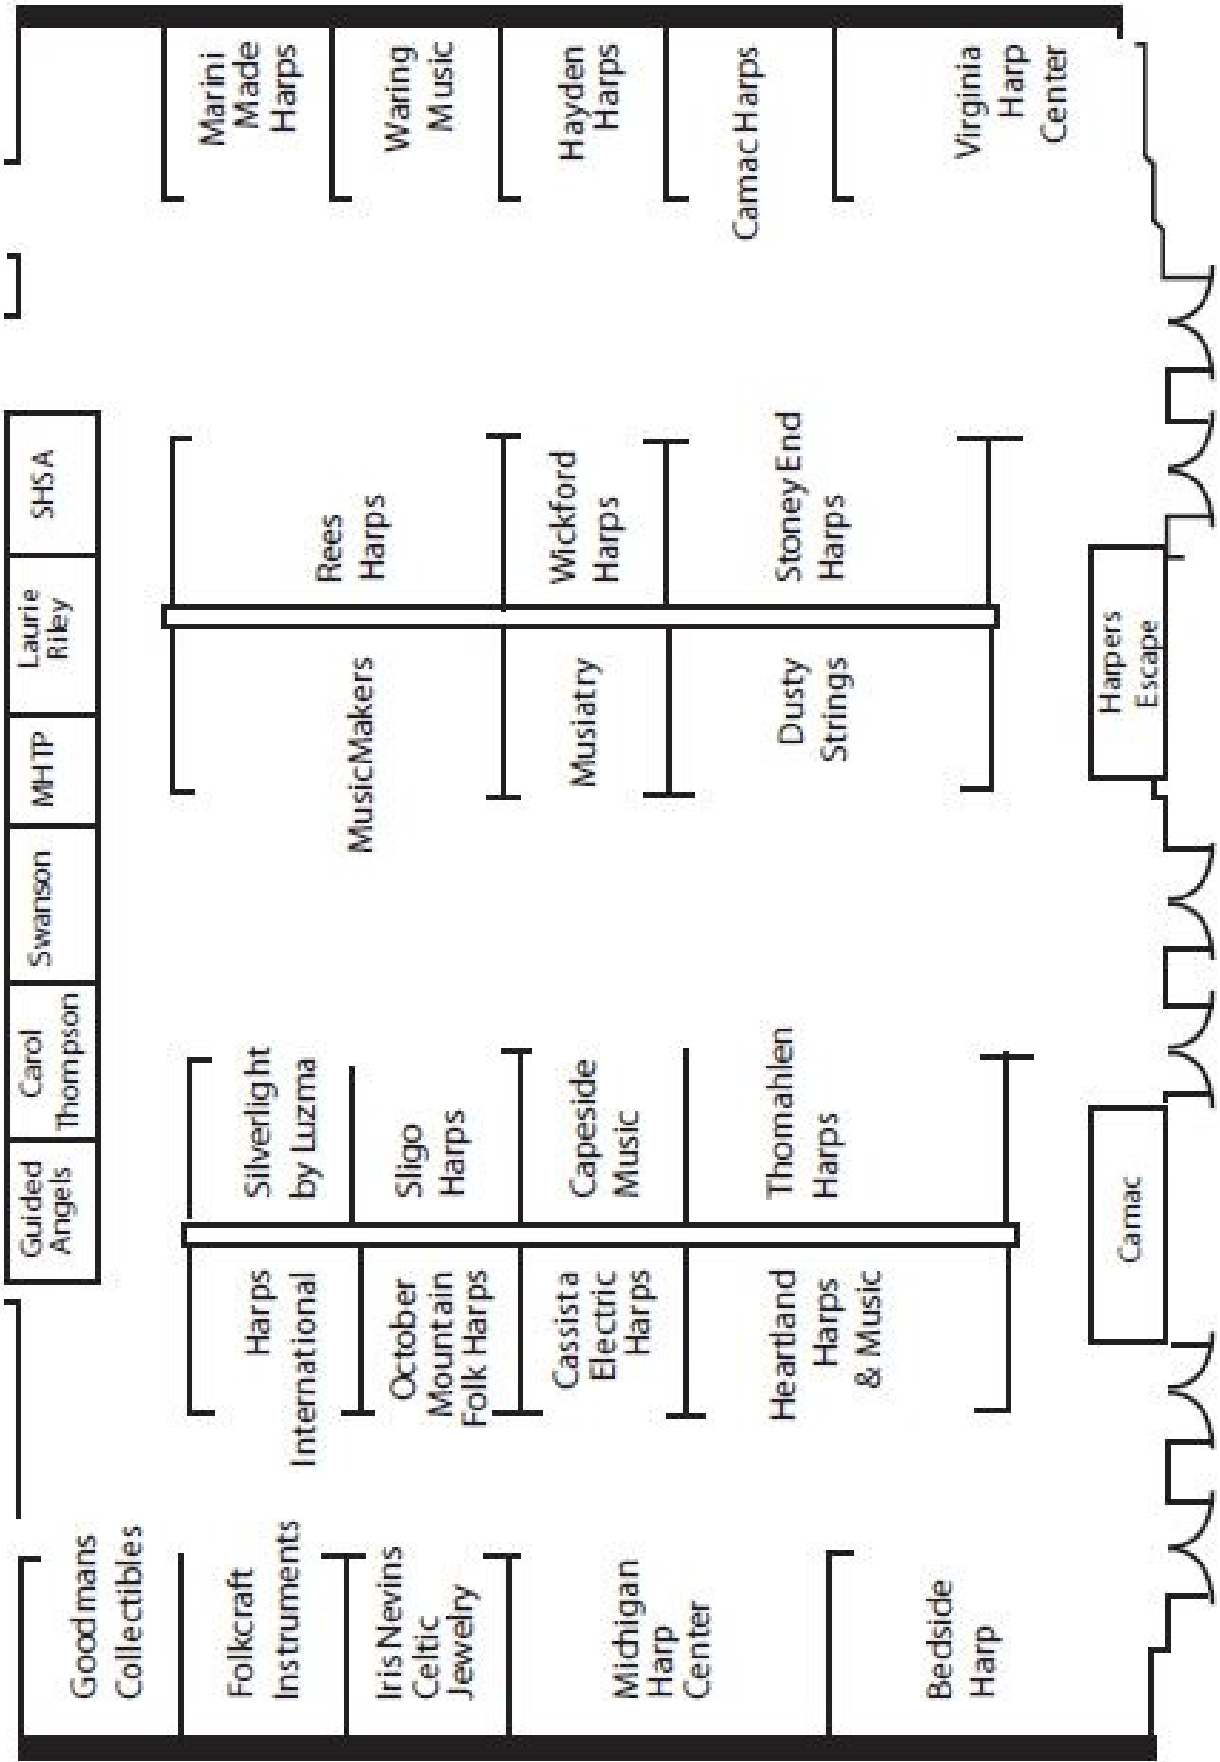 Guided
Angels
Carol
Thompson
Swanson
MHTP
Laurie
Riley
SHSA
Goodmans
Collectibles
Folkcraft
Instruments
Iris Nevins
Celtic
Jewelry
Michigan
Harp
Center
Bedside
Harp
Harps
International
October
Mountain
Folk Harps
Cassista
Electric
Harps
Heartland
Harps
& Music
Silverlight
by Luzma
Sligo
Harps
Capeside
Music
Thomahlen
Harps
MusicMakers
Musiatry
Dusty
Strings
Rees
Harps
Wickford
Harps
Stoney End
Harps
Marini
Made
Harps
Waring
Music
Hayden
Harps
Camac Harps
Virginia
Harp
Center
Camac
Harpers
Escape